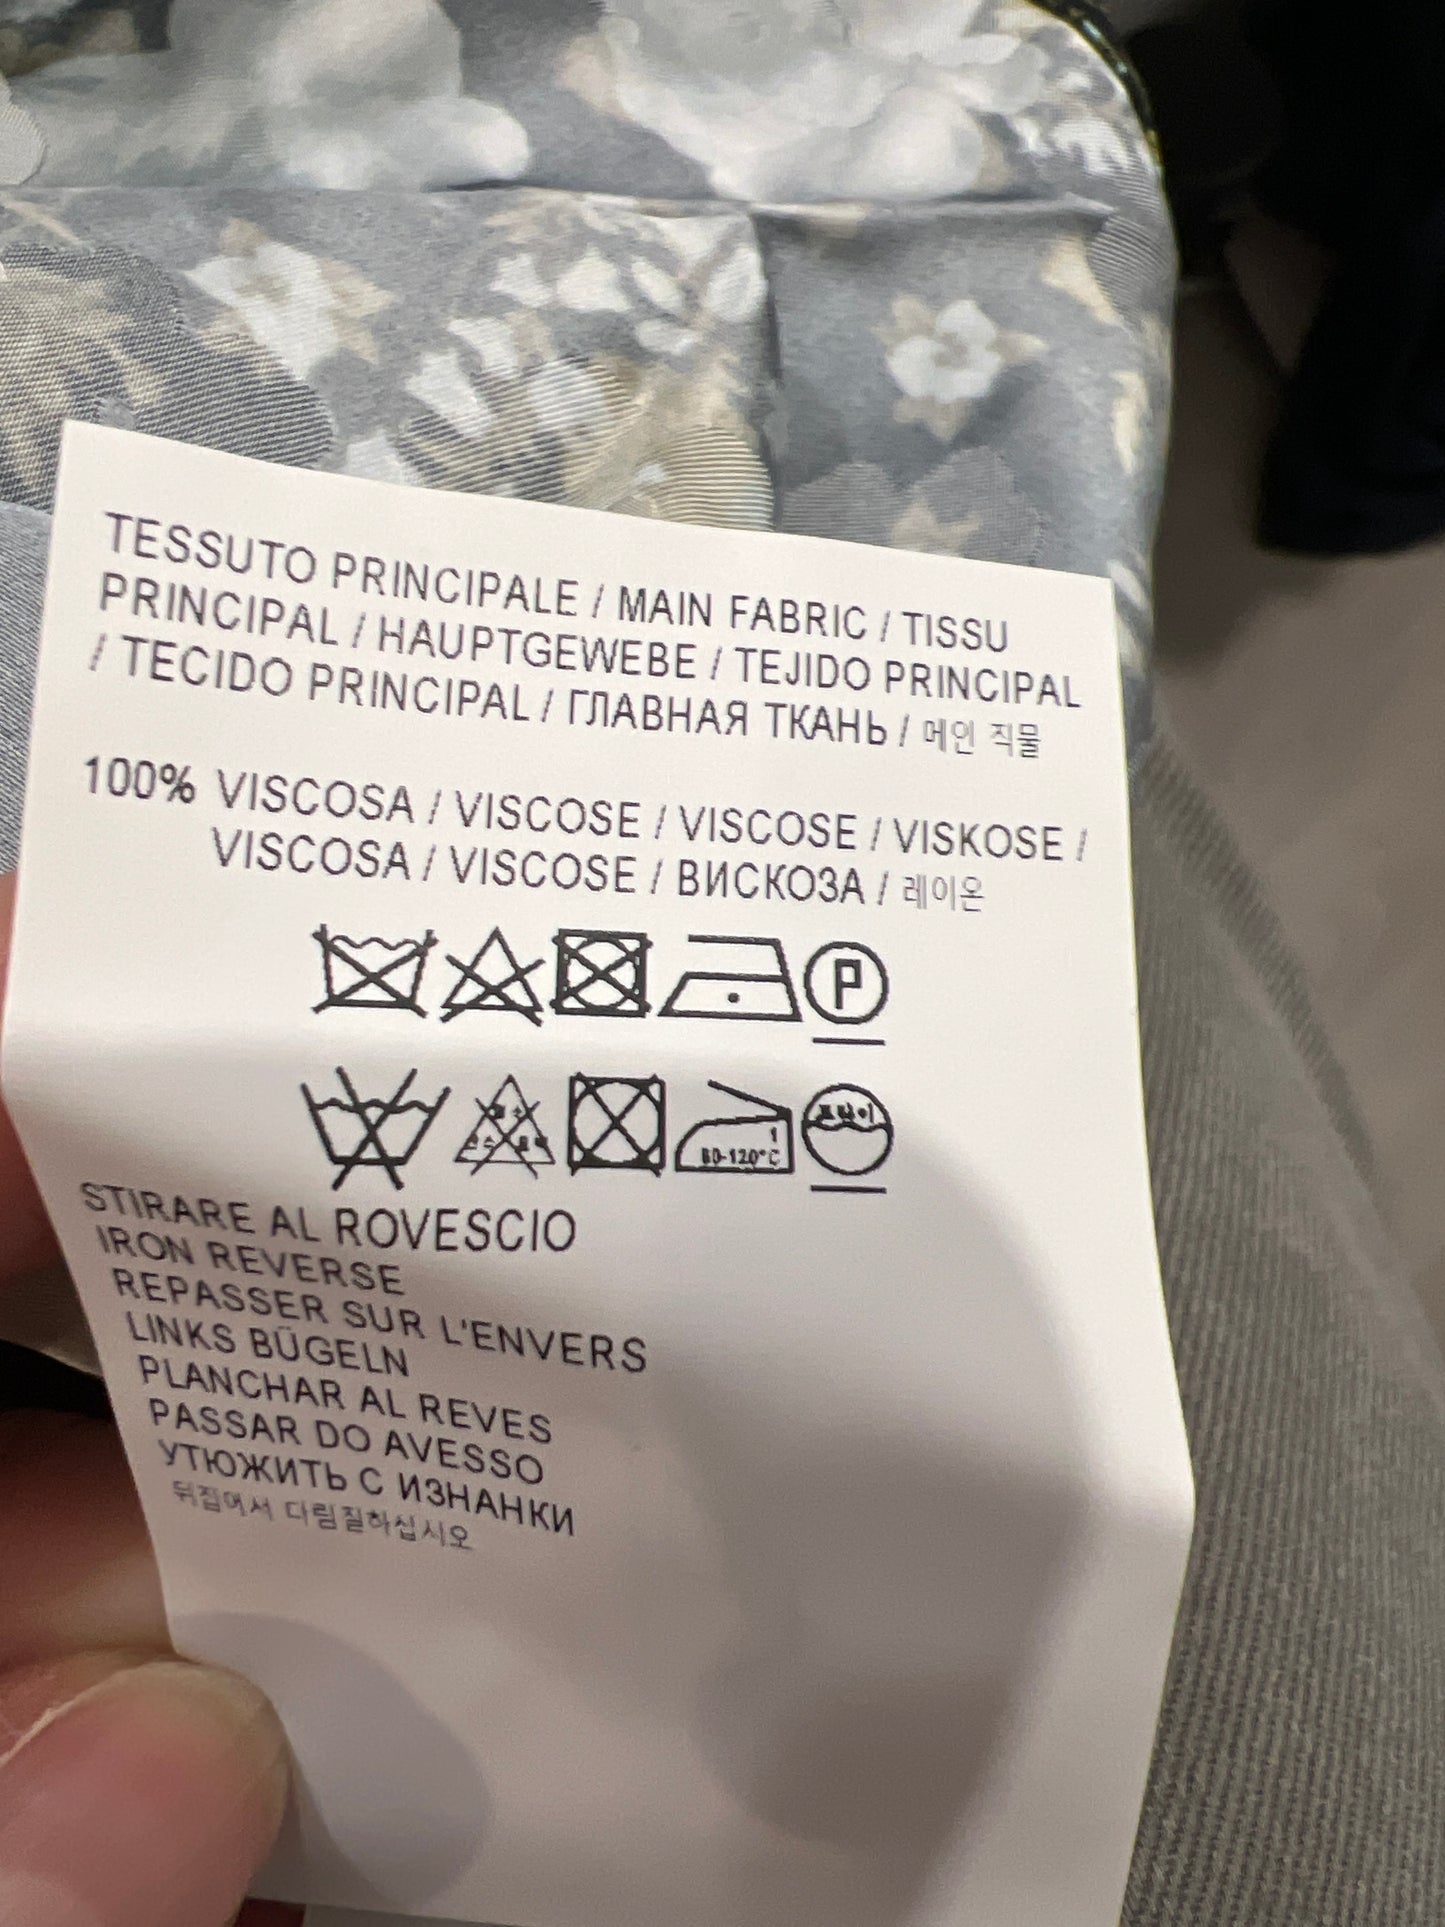 TESSUTO PRINCIPALE / MAIN FABRIC / TISSU
PRINCIPAL / HAUPTGEWEBE / TEJIDO PRINCIPAL
/ TECIDO PRINCIPAL / ГЛАВНАЯ ТКАНЬ / 메인 직물
100% VISCOSA / VISCOSE / VISCOSE / VISKOSE /
VISCOSA / VISCOSE / ВИСКОЗА / 레이온
P
1
80-120°C
STIRARE AL ROVESCIO
IRON REVERSE
REPASSER SUR L'ENVERS
LINKS BÜGELN
PLANCHAR AL REVES
PASSAR DO AVESSO
УТЮЖИТЬ С ИЗНАНКИ
뒤집어서 다림질하십시오